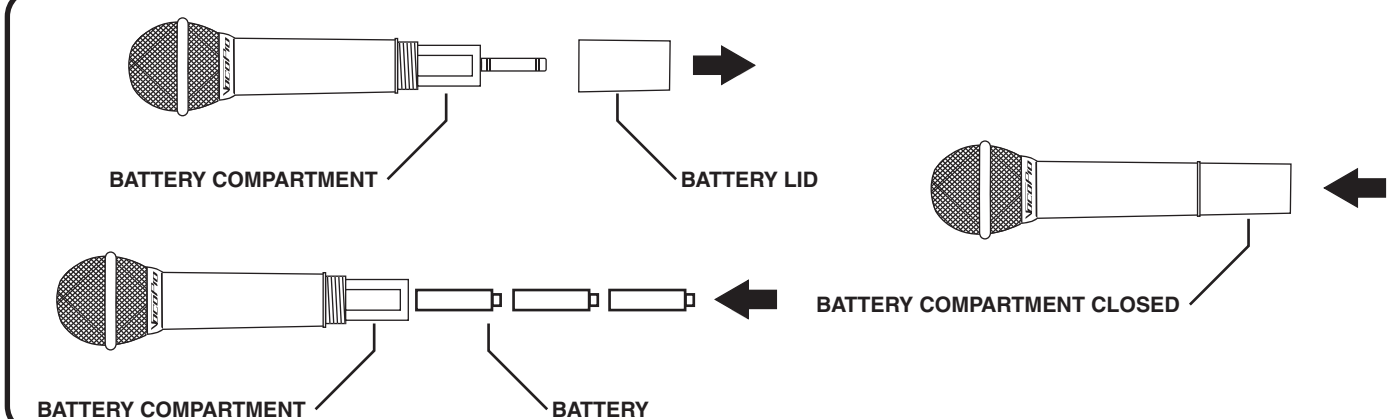 VocoPro
BATTERY COMPARTMENT
BATTERY LID
VocoPro
BATTERY COMPARTMENT CLOSED
VocoPro
BATTERY COMPARTMENT
BATTERY